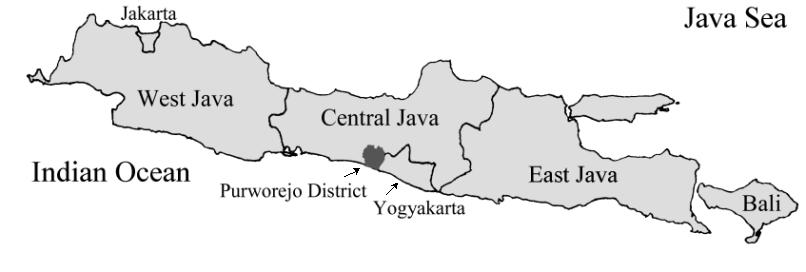 Jakarta
Java Sea
West Java
Central Java
Indian Ocean
East Java
Purworejo District
Yogyakarta
Bali